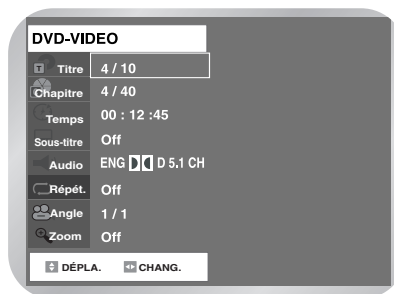 DVD-VIDEO
T Titre 4 / 10
Chapitre 4 / 40
Temps 00 : 12 :45
Sous-titre Off
Audio ENG D 5.1 CH
Répét. Off
Angle 1 / 1
Zoom Off
DÉPLA. CHANG.